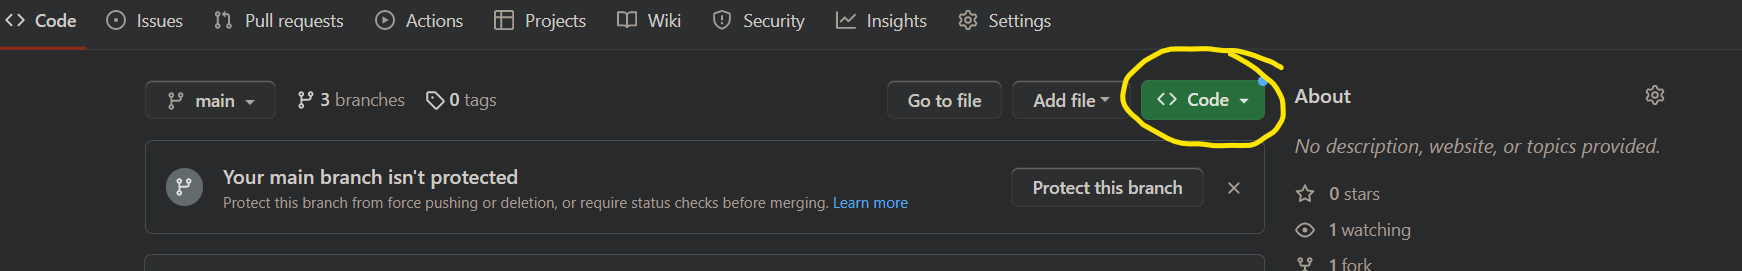 Code Issues Pull requests Actions Projects Wiki Security Insights Settings
main 3 branches 0 tags Go to file Add file Code
About
No description, website, or topics provided.
Your main branch isn't protected
Protect this branch from force pushing or deletion, or require status checks before merging. Learn more
Protect this branch
0 stars
1 watching
1 fork